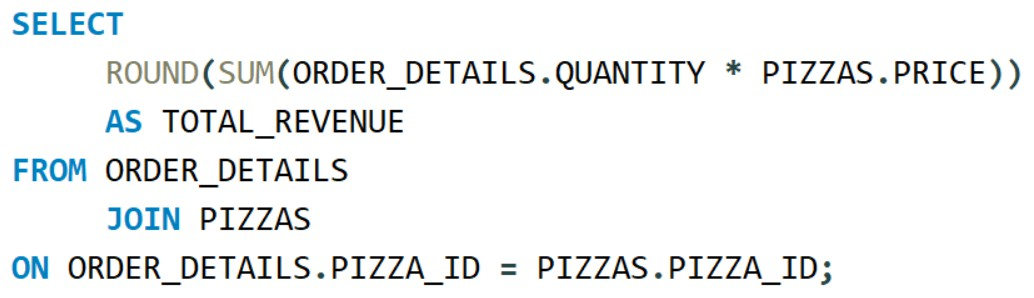 SELECT
ROUND(SUM(ORDER_DETAILS.QUANTITY * PIZZAS.PRICE))
AS TOTAL_REVENUE
FROM ORDER_DETAILS
JOIN PIZZAS
ON ORDER_DETAILS.PIZZA_ID = PIZZAS.PIZZA_ID;